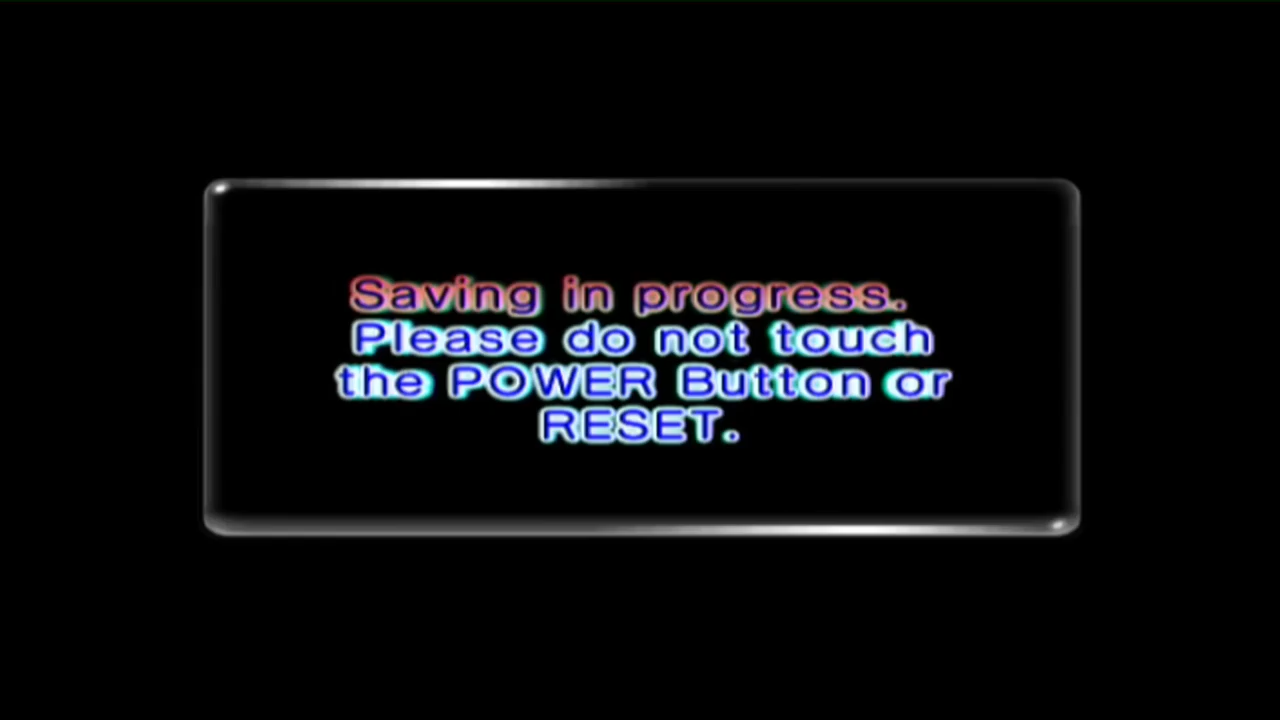 Saving in progress.
Please do not touch
the POWER Button or
RESET.